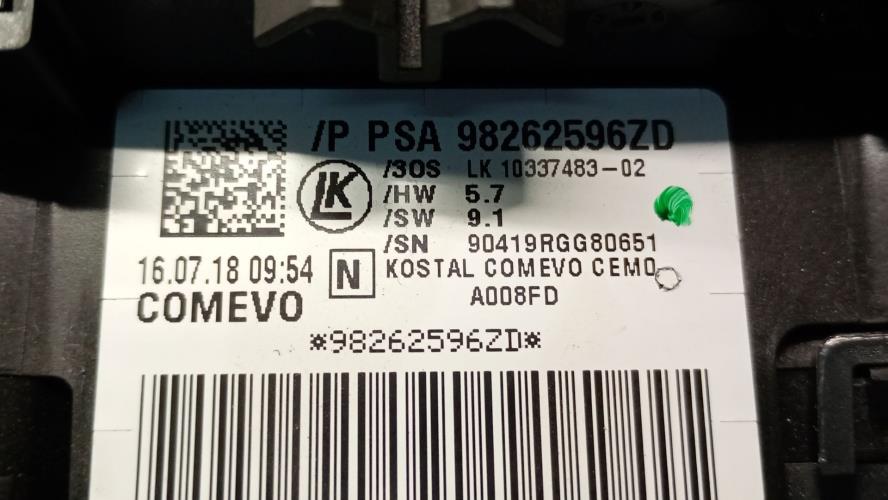 /P PSA 98262596ZD
/3OS LK 10337483-02
LK
/HW 5.7
/SW 9.1
/SN 90419RGG80651
16.07.18 09:54 N KOSTAL COMEVO CEMO
COMEVO A008FD
*98262596ZD*